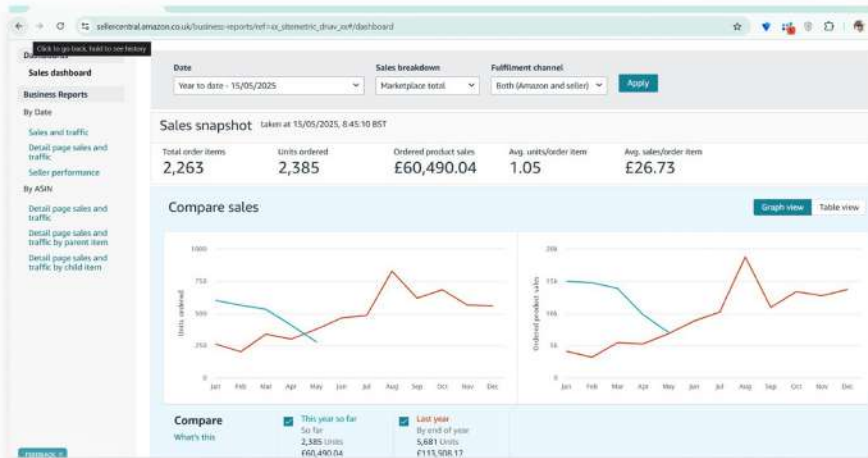 sellercentral.amazon.co.uk/business-reports/ref=xx_sitemetric_dnav_xx#/dashboard
Click to go back, hold to see history
Dashboards
Sales dashboard
Business Reports
By Date
Sales and traffic
Detail page sales and
traffic
Seller performance
By ASIN
Detail page sales and
traffic
Detail page sales and
traffic by parent item
Detail page sales and
traffic by child item
FEEDBACK
Date
Sales breakdown
Fulfilment channel
Year to date - 15/05/2025
Marketplace total
Both (Amazon and seller)
Apply
Sales snapshot taken at 15/05/2025, 8:45:10 BST
Total order items
Units ordered
Ordered product sales
Avg. units/order item
Avg. sales/order item
2,263
2,385
£60,490.04
1.05
£26.73
Compare sales
Graph view
Table view
Units ordered
1000
750
500
250
0
Jan Feb Mar Apr May Jun Jul Aug Sep Oct Nov Dec
Ordered product sales
20k
15k
10k
5k
0
Jan Feb Mar Apr May Jun Jul Aug Sep Oct Nov Dec
Compare
What's this
This year so far
So far
2,385 Units
£60,490.04
Last year
By end of year
5,681 Units
£113,508.17